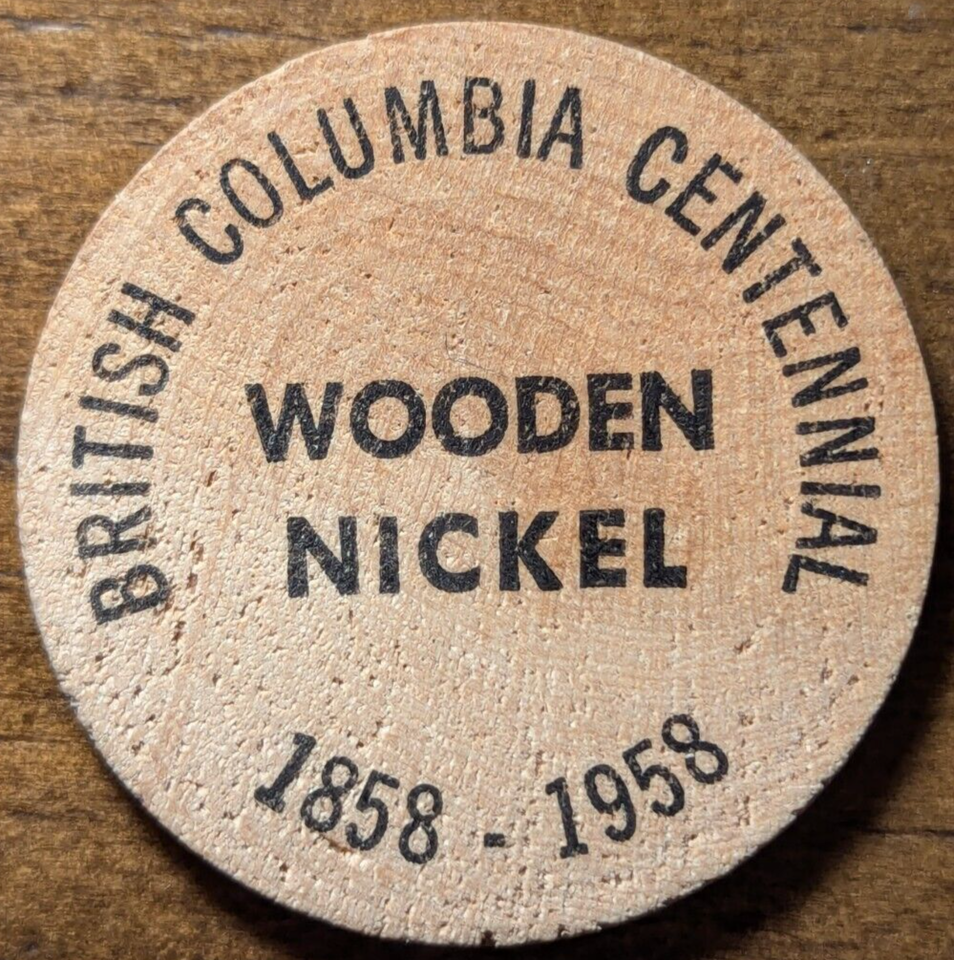 BRITISH COLUMBIA CENTENNIAL
WOODEN
NICKEL
1858 - 1958